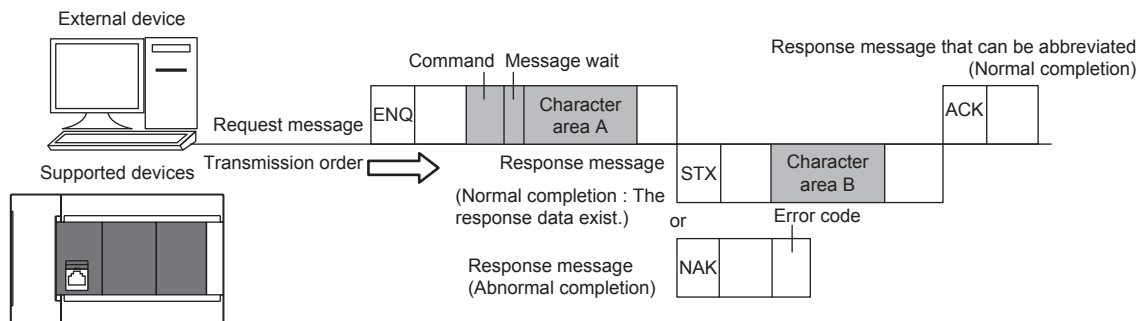 External device
Response message that can be abbreviated
(Normal completion)
Command Message wait
Request message
ENQ
Character
area A
ACK
Transmission order
Supported devices
Response message
(Normal completion : The
response data exist.)
STX
Character
area B
or
Error code
Response message
(Abnormal completion)
NAK